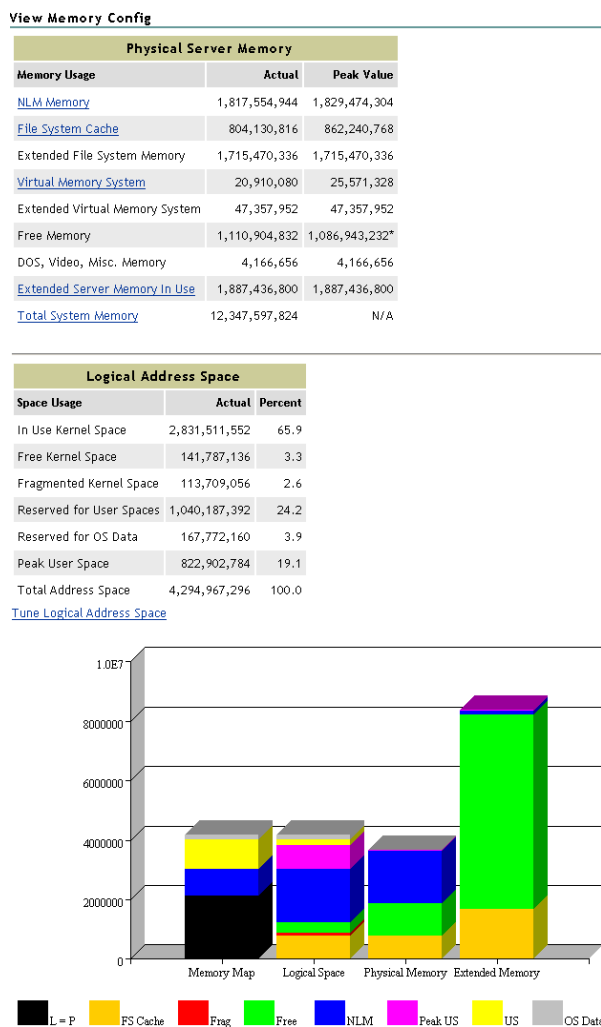 View Memory Config
Physical Server Memory
Memory Usage Actual Peak Value
NLM Memory 1,817,554,944 1,829,474,304
File System Cache 804,130,816 862,240,768
Extended File System Memory 1,715,470,336 1,715,470,336
Virtual Memory System 20,910,080 25,571,328
Extended Virtual Memory System 47,357,952 47,357,952
Free Memory 1,110,904,832 1,086,943,232*
DOS, Video, Misc. Memory 4,166,656 4,166,656
Extended Server Memory In Use 1,887,436,800 1,887,436,800
Total System Memory 12,347,597,824 N/A
Logical Address Space
Space Usage Actual Percent
In Use Kernel Space 2,831,511,552 65.9
Free Kernel Space 141,787,136 3.3
Fragmented Kernel Space 113,709,056 2.6
Reserved for User Spaces 1,040,187,392 24.2
Reserved for OS Data 167,772,160 3.9
Peak User Space 822,902,784 19.1
Total Address Space 4,294,967,296 100.0
Tune Logical Address Space
1.0E7
8000000
6000000
4000000
2000000
0
Memory Map Logical Space Physical Memory Extended Memory
L = P FS Cache Frag Free NLM Peak US US OS Data